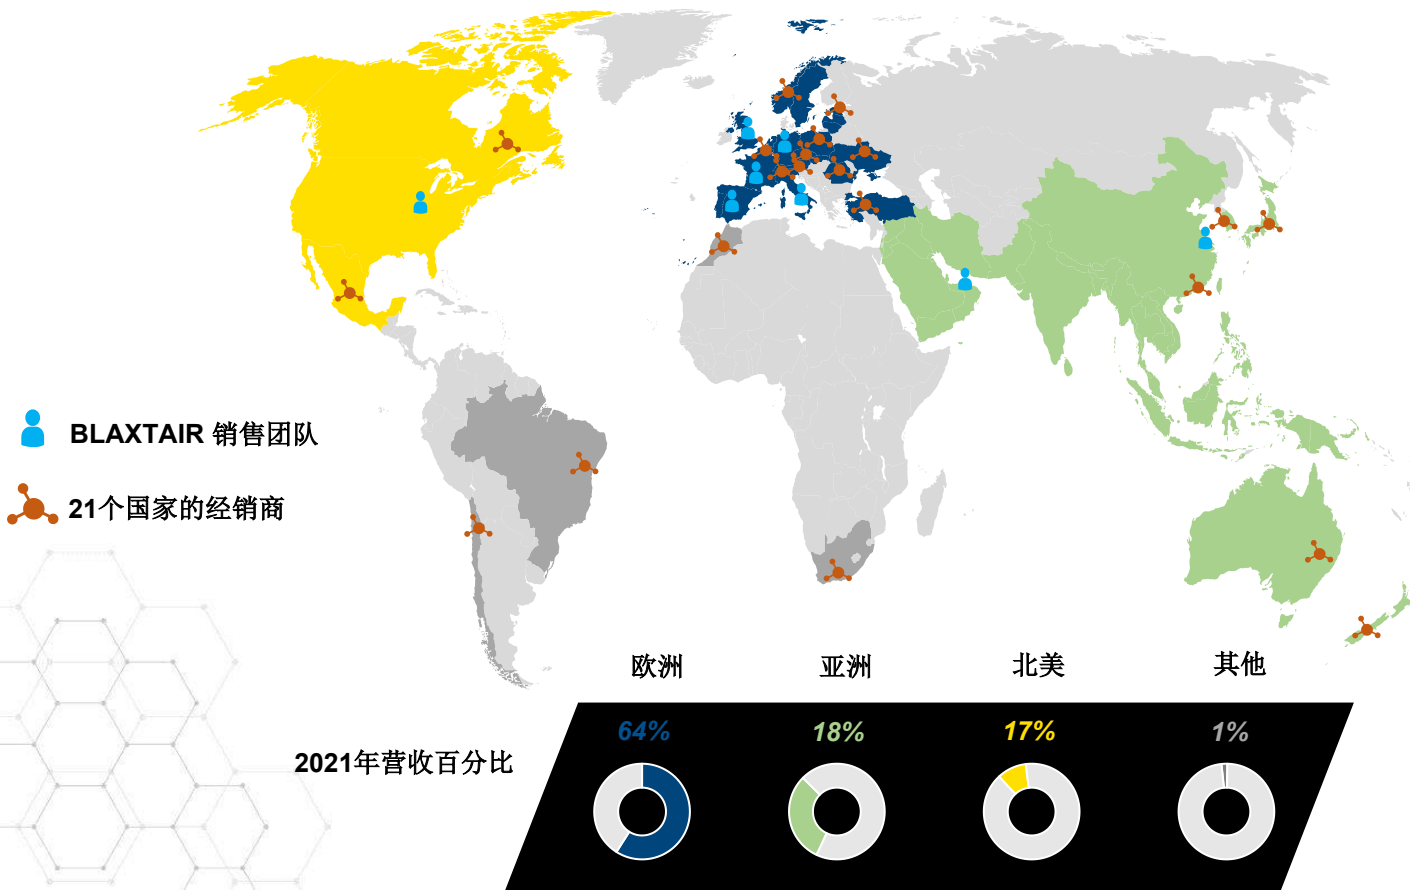 BLAXTAIR 销售团队
21个国家的经销商
欧洲 亚洲 北美 其他
2021年营收百分比
64% 18% 17% 1%